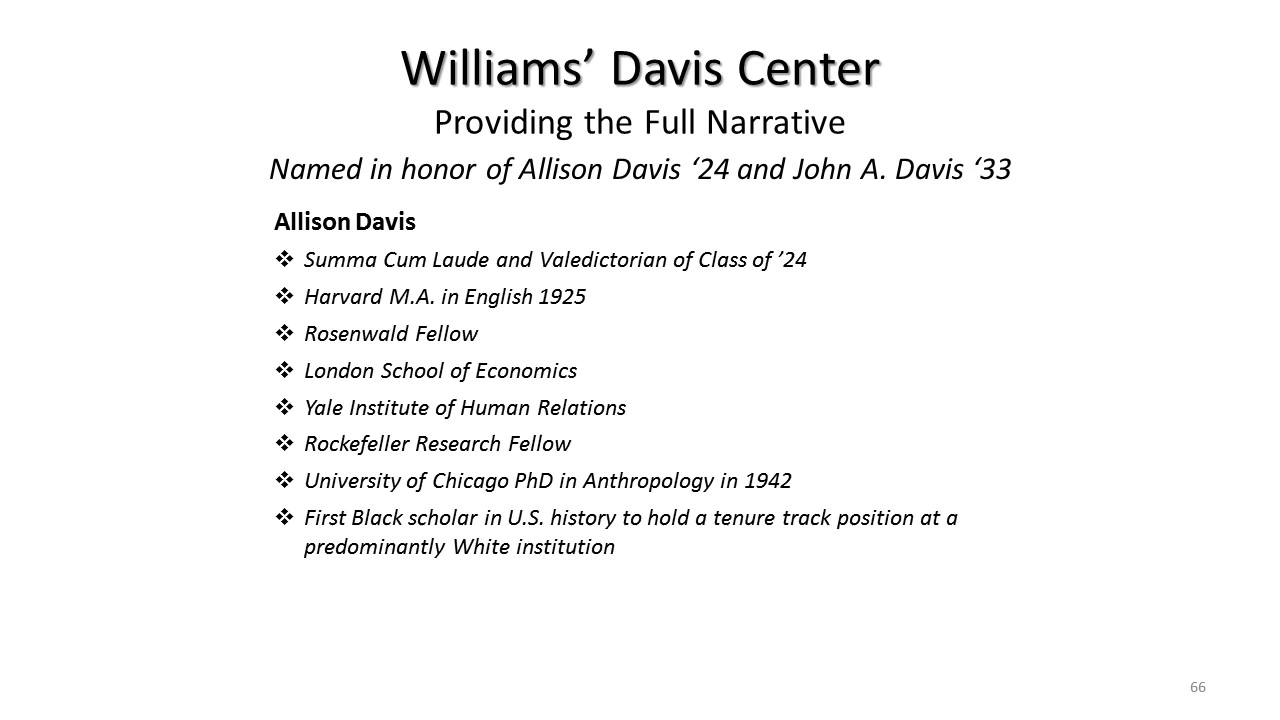 Williams’ Davis Center
Providing the Full Narrative
Named in honor of Allison Davis ‘24 and John A. Davis ‘33
Allison Davis
❖ Summa Cum Laude and Valedictorian of Class of ’24
❖ Harvard M.A. in English 1925
❖ Rosenwald Fellow
❖ London School of Economics
❖ Yale Institute of Human Relations
❖ Rockefeller Research Fellow
❖ University of Chicago PhD in Anthropology in 1942
❖ First Black scholar in U.S. history to hold a tenure track position at a
predominantly White institution
66